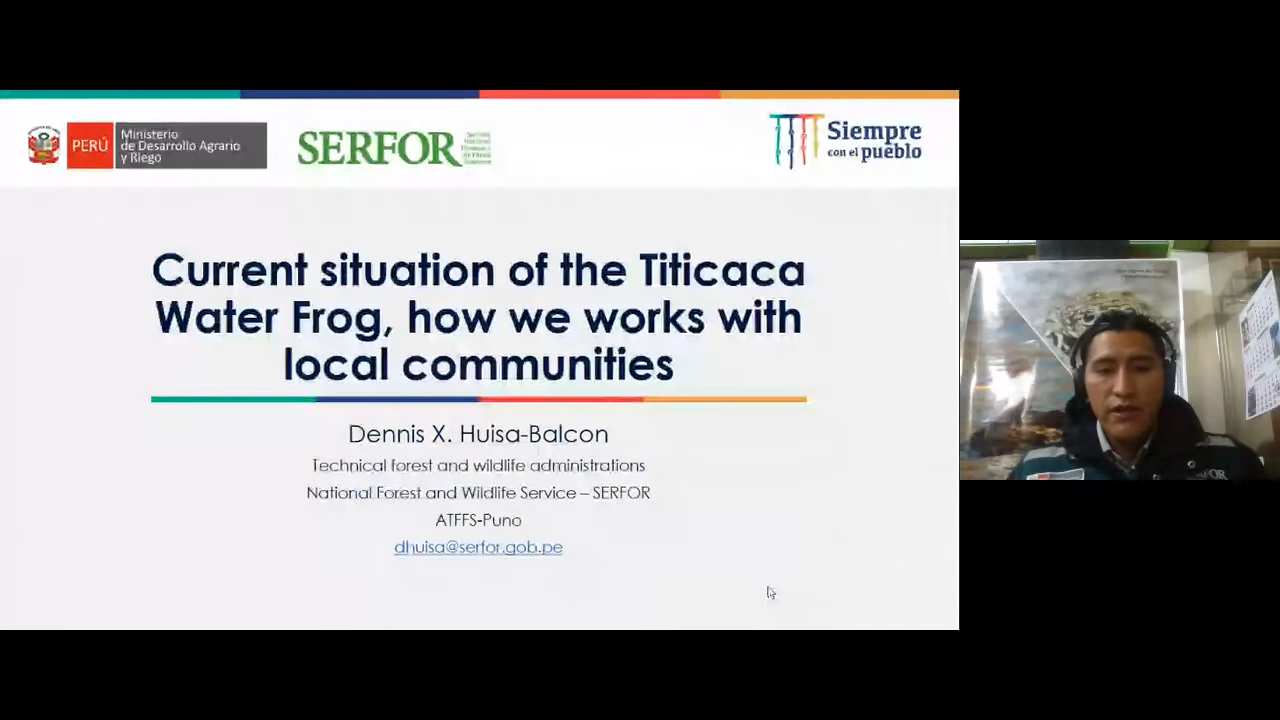 PERÚ
Ministerio
de Desarrollo Agrario
y Riego
SERFOR
Siempre
con el pueblo
Current situation of the Titicaca
Water Frog, how we works with
local communities
Dennis X. Huisa-Balcon
Technical forest and wildlife administrations
National Forest and Wildlife Service – SERFOR
ATFFS-Puno
dhuisa@serfor.gob.pe
SERFOR